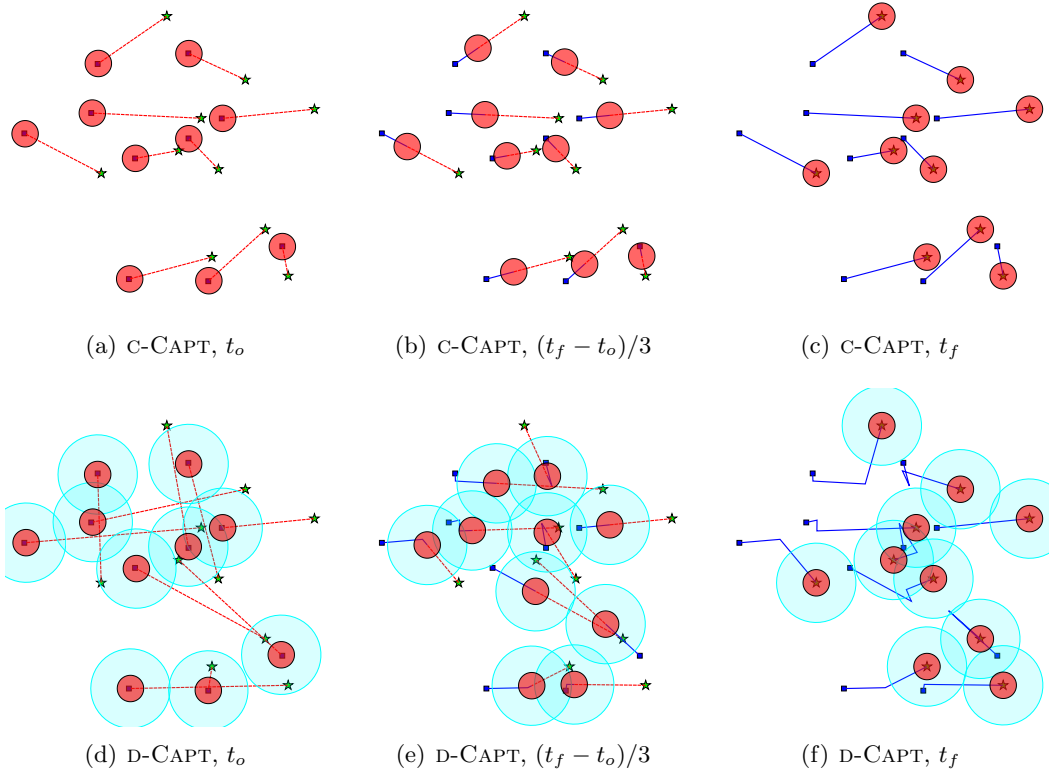 (a) C-CAPT, t_o
(b) C-CAPT, (t_f − t_o)/3
(c) C-CAPT, t_f
(d) D-CAPT, t_o
(e) D-CAPT, (t_f − t_o)/3
(f) D-CAPT, t_f